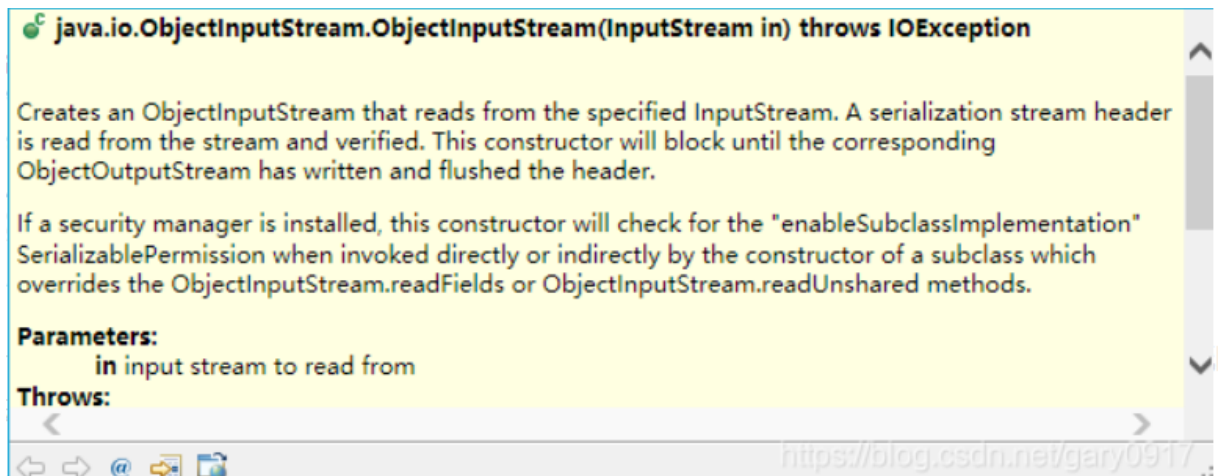 java.io.ObjectInputStream.ObjectInputStream(InputStream in) throws IOException
Creates an ObjectInputStream that reads from the specified InputStream. A serialization stream header
is read from the stream and verified. This constructor will block until the corresponding
ObjectOutputStream has written and flushed the header.
If a security manager is installed, this constructor will check for the "enableSubclassImplementation"
SerializablePermission when invoked directly or indirectly by the constructor of a subclass which
overrides the ObjectInputStream.readFields or ObjectInputStream.readUnshared methods.
Parameters:
in input stream to read from
Throws:
https://blog.csdn.net/gary0917